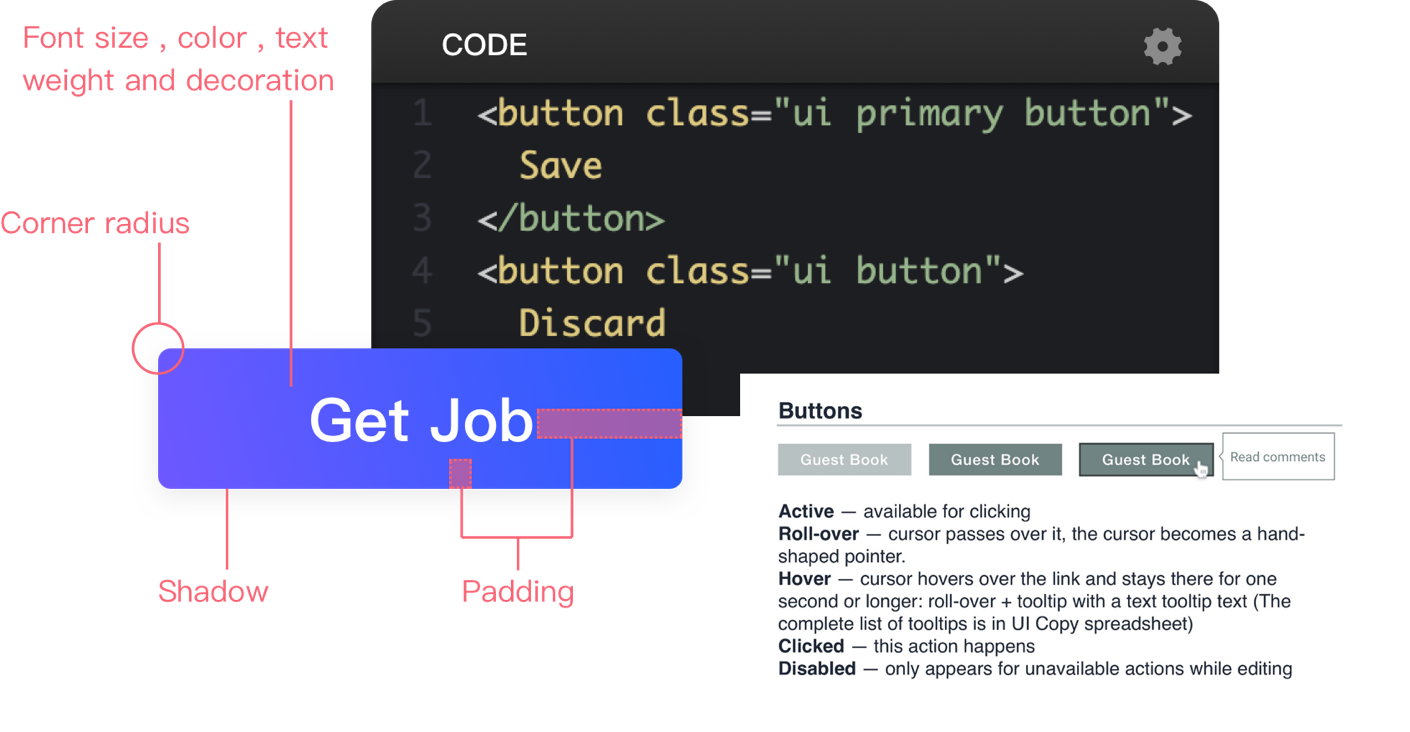 Font size , color , text
weight and decoration
Corner radius
CODE
1 <button class="ui primary button">
2 Save
3 </button>
4 <button class="ui button">
5 Discard
Get Job
Shadow
Padding
Buttons
Guest Book
Guest Book
Guest Book
Read comments
Active — available for clicking
Roll-over — cursor passes over it, the cursor becomes a hand-
shaped pointer.
Hover — cursor hovers over the link and stays there for one
second or longer: roll-over + tooltip with a text tooltip text (The
complete list of tooltips is in UI Copy spreadsheet)
Clicked — this action happens
Disabled — only appears for unavailable actions while editing